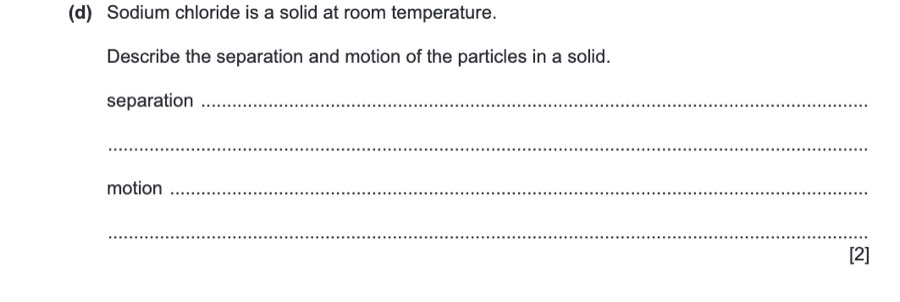 (d) Sodium chloride is a solid at room temperature.
Describe the separation and motion of the particles in a solid.
separation ................................................................................................................................
................................................................................................................................................
motion ......................................................................................................................................
................................................................................................................................................
[2]